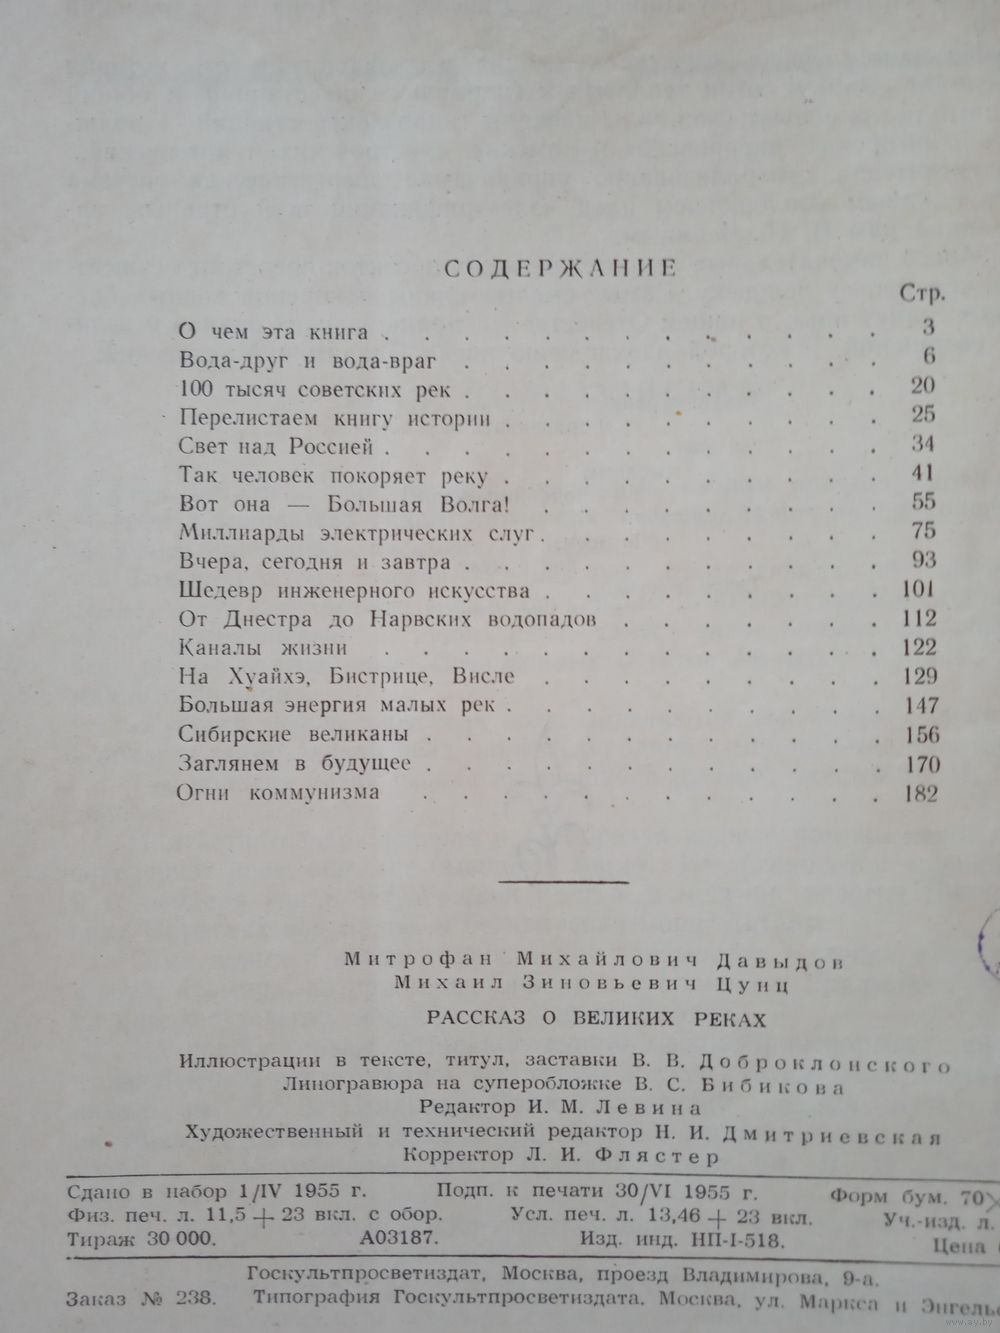 СОДЕРЖАНИЕ
Стр.
О чем эта книга . . . . . . . . . . . . . 3
Вода-друг и вода-враг . . . . . . . . . . . 6
100 тысяч советских рек . . . . . . . . . . . 20
Перелистаем книгу истории . . . . . . . . . . 25
Свет над Россией . . . . . . . . . . . . . 34
Так человек покоряет реку . . . . . . . . . . 41
Вот она — Большая Волга! . . . . . . . . . 55
Миллиарды электрических слуг . . . . . . . . . 75
Вчера, сегодня и завтра . . . . . . . . . . . 93
Шедевр инженерного искусства . . . . . . . . . 101
От Днестра до Нарвских водопадов . . . . . . . 112
Каналы жизни . . . . . . . . . . . . . 122
На Хуайхэ, Бистрице, Висле . . . . . . . . . 129
Большая энергия малых рек . . . . . . . . . . 147
Сибирские великаны . . . . . . . . . . . . 156
Заглянем в будущее . . . . . . . . . . . . 170
Огни коммунизма . . . . . . . . . . . . 182
Митрофан Михайлович Давыдов
Михаил Зиновьевич Цунц
РАССКАЗ О ВЕЛИКИХ РЕКАХ
Иллюстрации в тексте, титул, заставки В. В. Доброклонского
Линогравюра на суперобложке В. С. Бибикова
Редактор И. М. Левина
Художественный и технический редактор Н. И. Дмитриевская
Корректор Л. И. Флястер
Сдано в набор 1/IV 1955 г. Подп. к печати 30/VI 1955 г. Форм бум. 70×
Физ. печ. л. 11,5 + 23 вкл. с обор. Усл. печ. л. 13,46 + 23 вкл. Уч.-изд. л.
Тираж 30 000. А03187. Изд. инд. НП-I-518. Цена
Госкультпросветиздат, Москва, проезд Владимирова, 9-а.
Заказ № 238. Типография Госкультпросветиздата. Москва, ул. Маркса и
www.ay.by